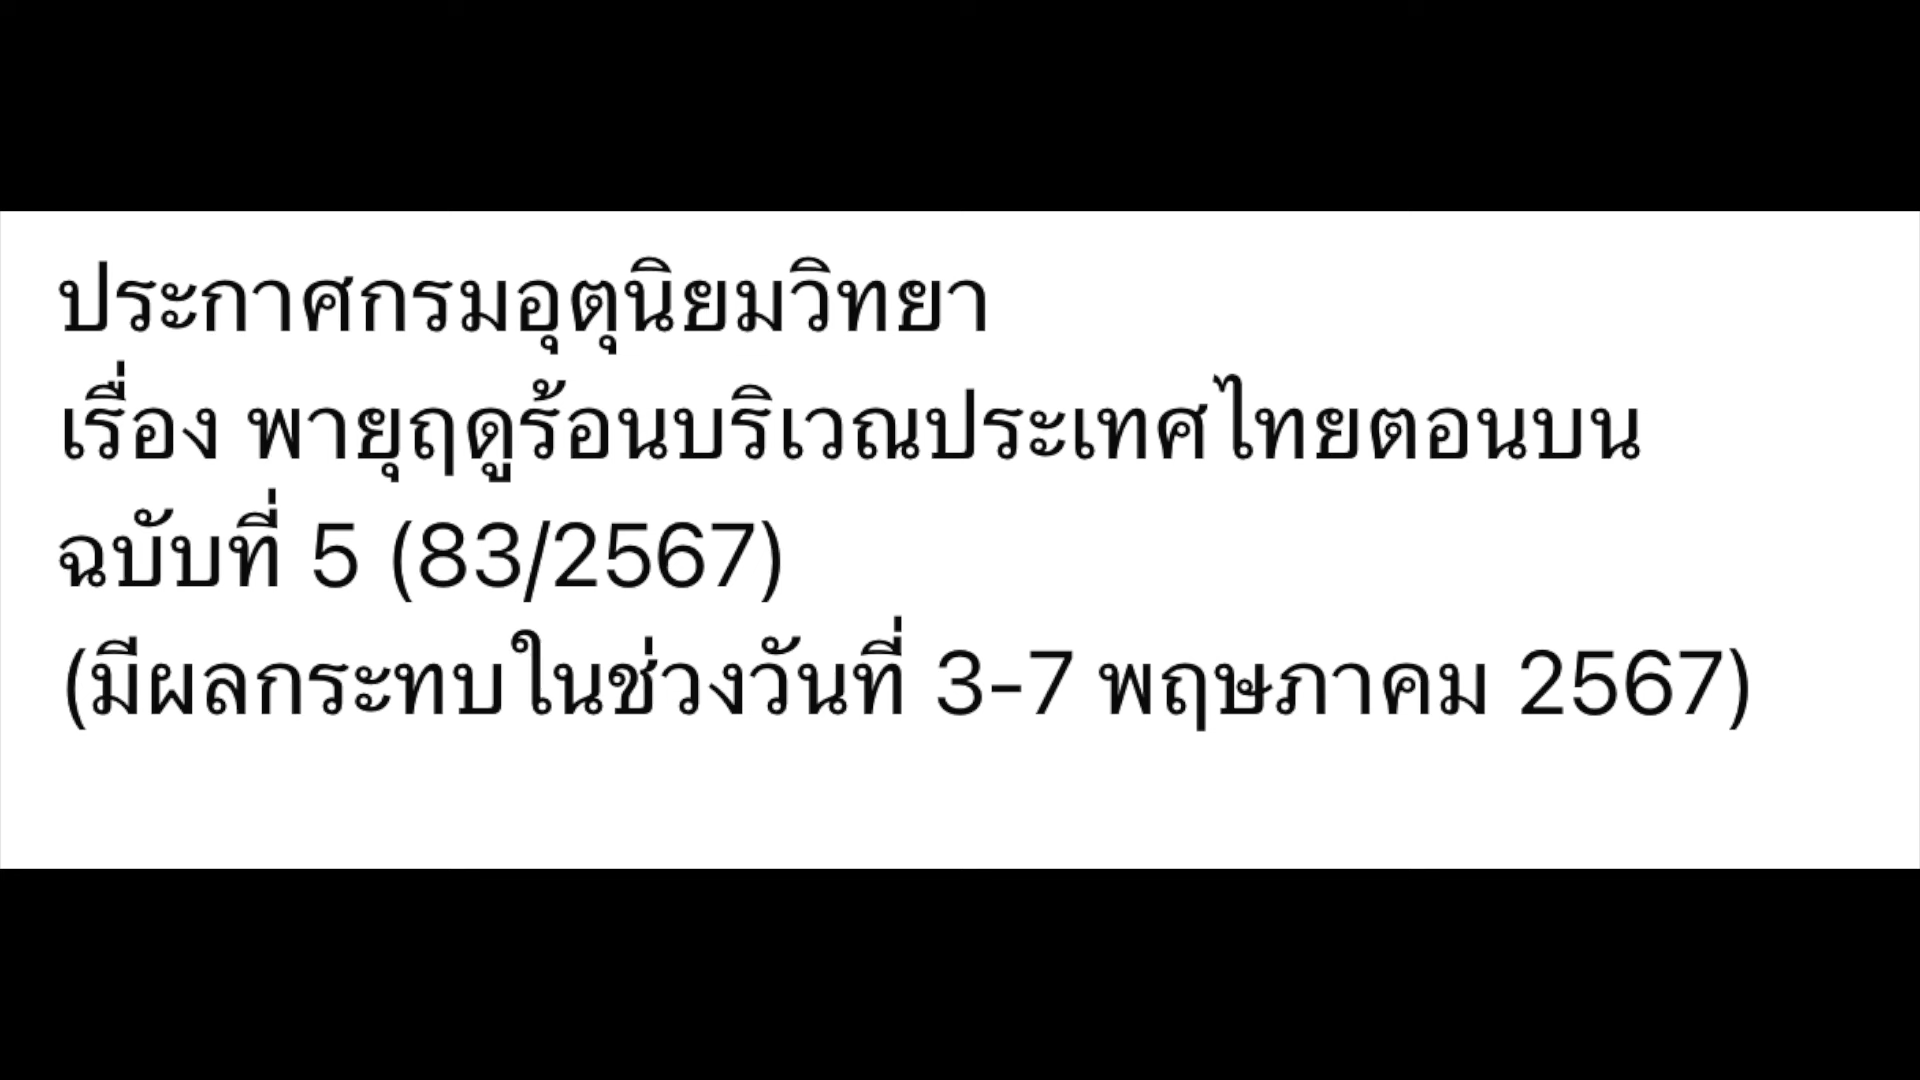 ประกาศกรมอุตุนิยมวิทยา
เรื่อง พายุฤดูร้อนบริเวณประเทศไทยตอนบน
ฉบับที่ 5 (83/2567)
(มีผลกระทบในช่วงวันที่ 3-7 พฤษภาคม 2567)